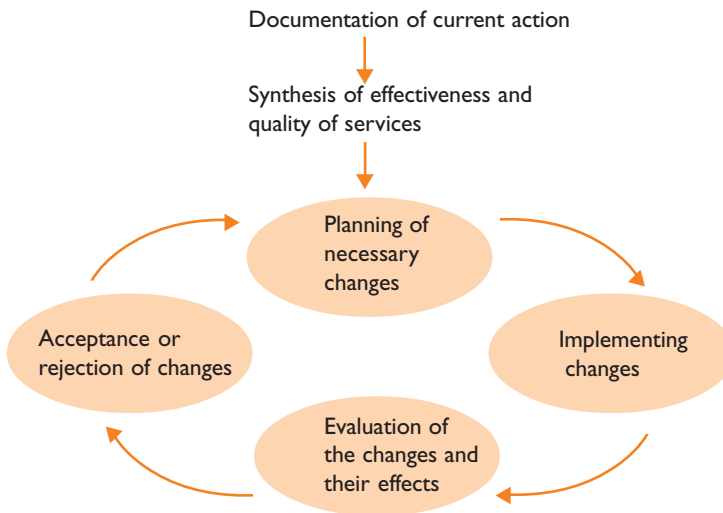 Documentation of current action
Synthesis of effectiveness and
quality of services
Planning of
necessary
changes
Implementing
changes
Evaluation of
the changes and
their effects
Acceptance or
rejection of changes